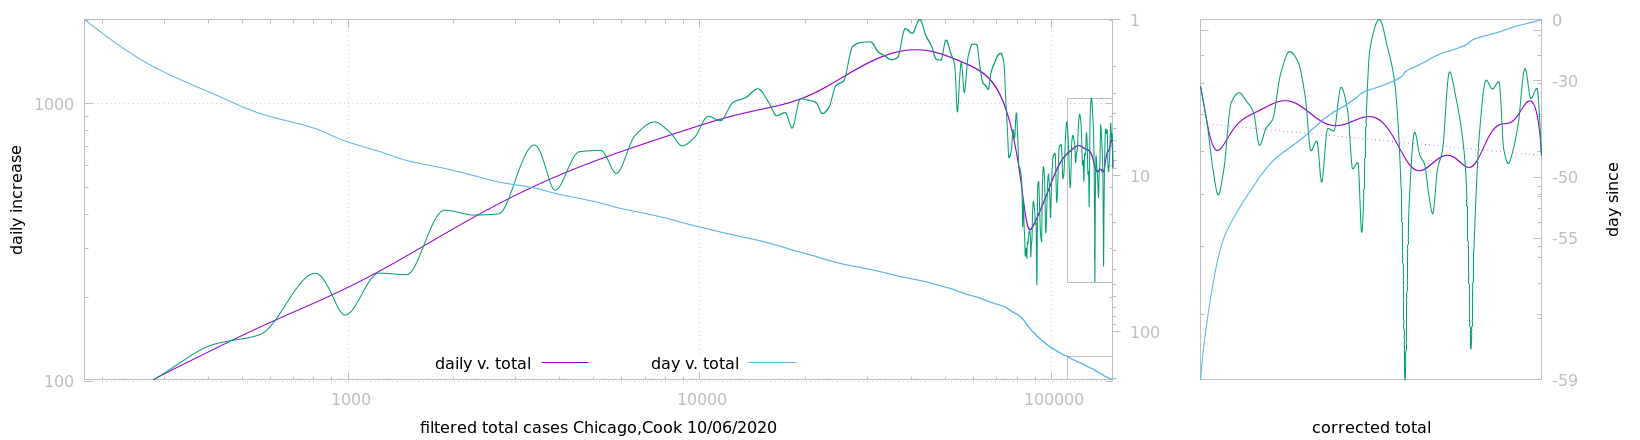 daily increase
1000
100
daily v. total
day v. total
1000
10000
100000
1
10
100
filtered total cases Chicago,Cook 10/06/2020
0
-30
-50
-55
-59
day since
corrected total